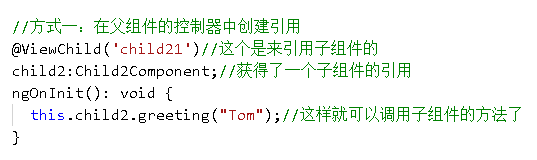 //方式一：在父组件的控制器中创建引用
@ViewChild('child21')//这个是来引用子组件的
child2:Child2Component;//获得了一个子组件的引用
ngOnInit(): void {
  this.child2.greeting("Tom");//这样就可以调用子组件的方法了
}